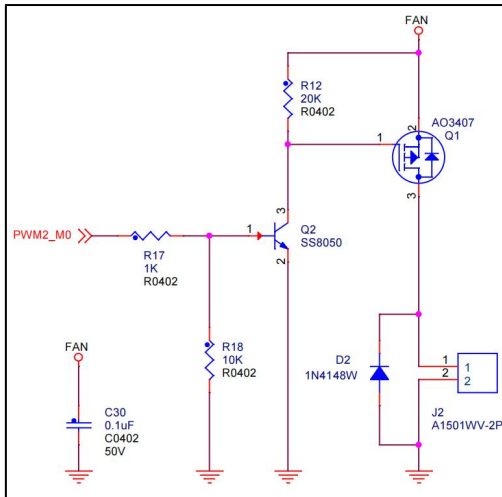 FAN
R12
20K
R0402
AO3407
Q1
2
1
3
3
Q2
SS8050
1
2
PWM2_M0
R17
1K
R0402
R18
10K
R0402
FAN
C30
0.1uF
C0402
50V
D2
1N4148W
1
2
1
2
J2
A1501WV-2P